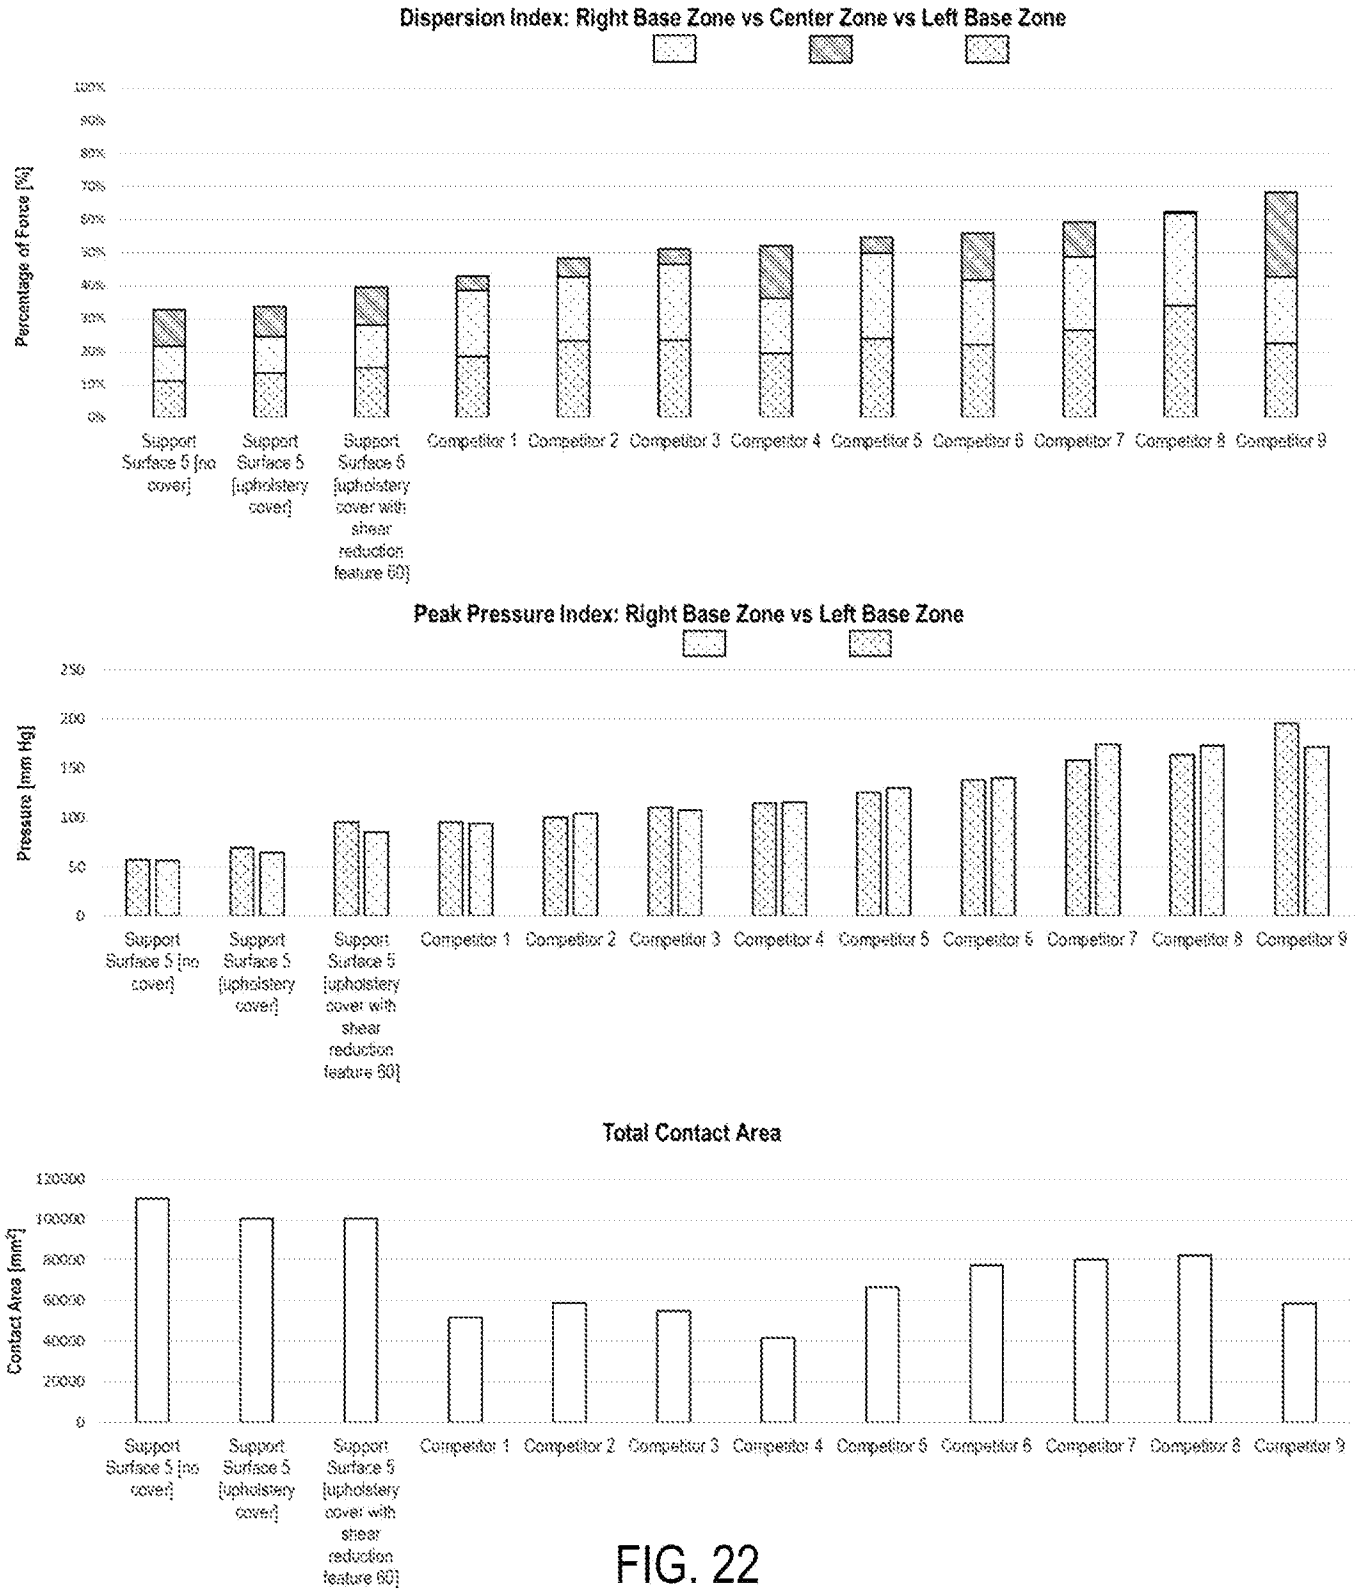 Dispersion Index: Right Base Zone vs Center Zone vs Left Base Zone
Percentage of Force [%]
100%
90%
80%
70%
60%
50%
40%
30%
20%
10%
0%
Support
Surface 5 [no
cover]
Support
Surface 5
[upholstery
cover]
Support
Surface 5
[upholstery
cover with
shear
reduction
feature 60]
Competitor 1
Competitor 2
Competitor 3
Competitor 4
Competitor 5
Competitor 6
Competitor 7
Competitor 8
Competitor 9
Peak Pressure Index: Right Base Zone vs Left Base Zone
Pressure [mm Hg]
250
200
150
100
50
0
Support
Surface 5 [no
cover]
Support
Surface 5
[upholstery
cover]
Support
Surface 5
[upholstery
cover with
shear
reduction
feature 60]
Competitor 1
Competitor 2
Competitor 3
Competitor 4
Competitor 5
Competitor 6
Competitor 7
Competitor 8
Competitor 9
Total Contact Area
Contact Area [mm²]
120000
100000
80000
60000
40000
20000
0
Support
Surface 5 [no
cover]
Support
Surface 5
[upholstery
cover]
Support
Surface 5
[upholstery
cover with
shear
reduction
feature 60]
Competitor 1
Competitor 2
Competitor 3
Competitor 4
Competitor 5
Competitor 6
Competitor 7
Competitor 8
Competitor 9
FIG. 22